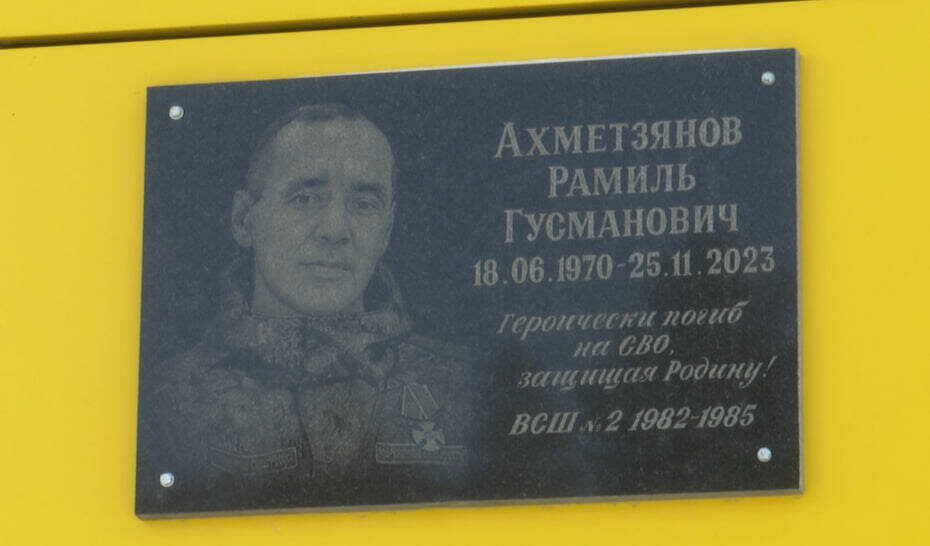 АХМЕТЗЯНОВ
РАМИЛЬ
ГУСМАНОВИЧ
18.06.1970-25.11.2023
Героически погиб
на СВО,
защищая Родину!
ВСШ №2 1982-1985